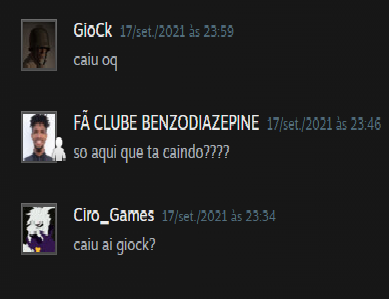 GioCk 17/set./2021 às 23:59
caiu oq
FÃ CLUBE BENZODIAZEPINE 17/set./2021 às 23:46
so aqui que ta caindo????
Ciro_Games 17/set./2021 às 23:34
caiu ai giock?